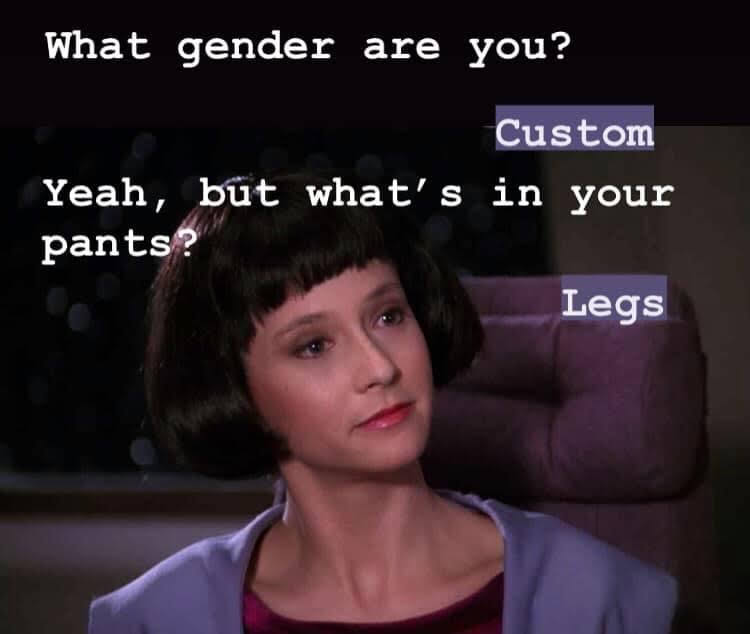 What gender are you?
Custom
Yeah, but what's in your
pants?
Legs